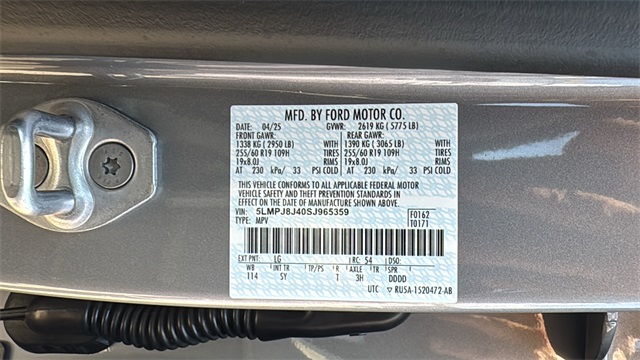 MFD. BY FORD MOTOR CO.
DATE: 04/25 GVWR: 2619 KG ( 5775 LB)
FRONT GAWR: REAR GAWR:
1338 KG ( 2950 LB) WITH 1390 KG ( 3065 LB) WITH
255/60 R19 109H TIRES 255/60 R19 109H TIRES
19x8.0J RIMS 19x8.0J RIMS
AT 230 kPa/ 33 PSI COLD AT 230 kPa/ 33 PSI COLD
THIS VEHICLE CONFORMS TO ALL APPLICABLE FEDERAL MOTOR
VEHICLE SAFETY AND THEFT PREVENTION STANDARDS IN
EFFECT ON THE DATE OF MANUFACTURE SHOWN ABOVE.
VIN: 5LMPJ8J40SJ965359 F0162
TYPE: MPV T0171
EXT PNT: LG RC: 54 DSO:
WB INT TR TP/PS R AXLE TR SPR
114 SY T 3H DDDD
UTC ▽ RU5A-1520472-AB